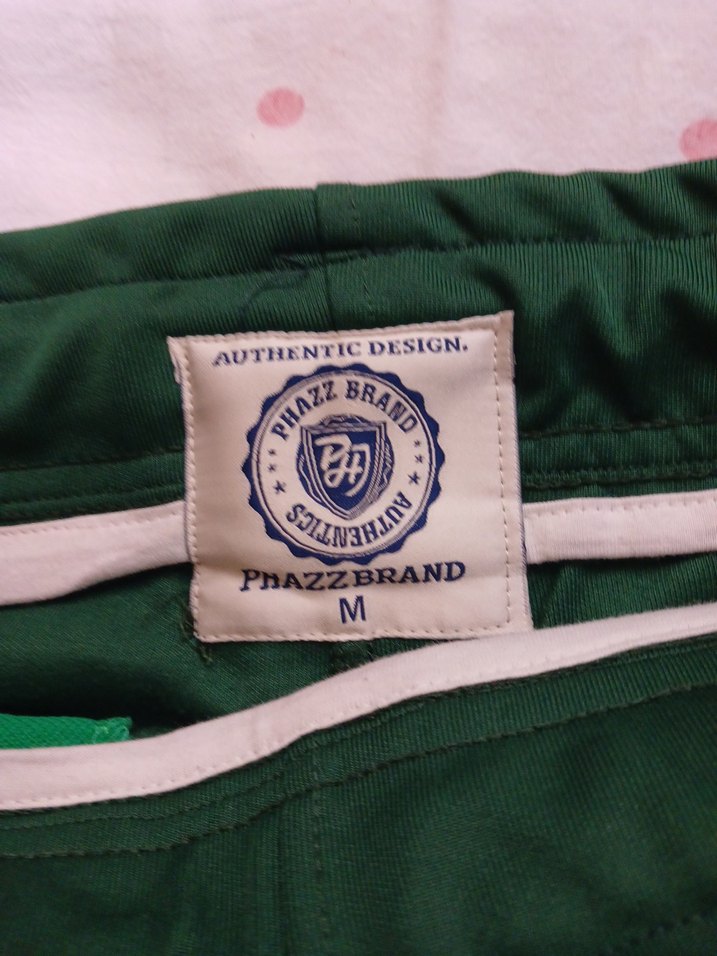 AUTHENTIC DESIGN.
PHAZZ BRAND
PH
AUTHENTICS
PHAZZBRAND
M